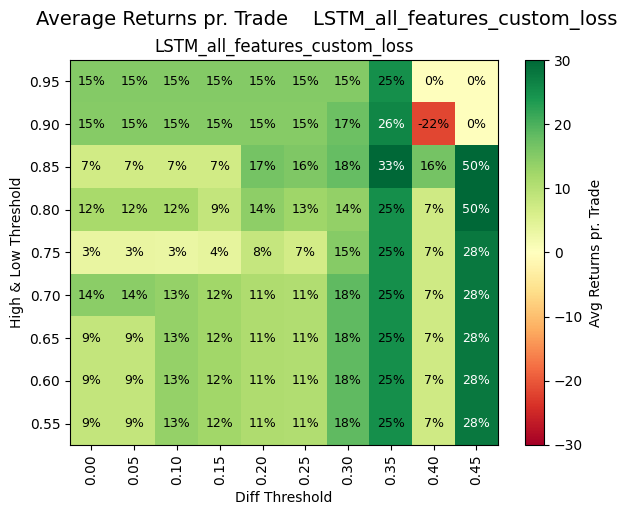 Average Returns pr. Trade    LSTM_all_features_custom_loss
LSTM_all_features_custom_loss
0.95 15% 15% 15% 15% 15% 15% 15% 25% 0% 0%
0.90 15% 15% 15% 15% 15% 15% 17% 26% -22% 0%
0.85 7% 7% 7% 7% 17% 16% 18% 33% 16% 50%
0.80 12% 12% 12% 9% 14% 13% 14% 25% 7% 50%
0.75 3% 3% 3% 4% 8% 7% 15% 25% 7% 28%
0.70 14% 14% 13% 12% 11% 11% 18% 25% 7% 28%
0.65 9% 9% 13% 12% 11% 11% 18% 25% 7% 28%
0.60 9% 9% 13% 12% 11% 11% 18% 25% 7% 28%
0.55 9% 9% 13% 12% 11% 11% 18% 25% 7% 28%
0.00 0.05 0.10 0.15 0.20 0.25 0.30 0.35 0.40 0.45
Diff Threshold
High & Low Threshold
30
20
10
0
−10
−20
−30
Avg Returns pr. Trade